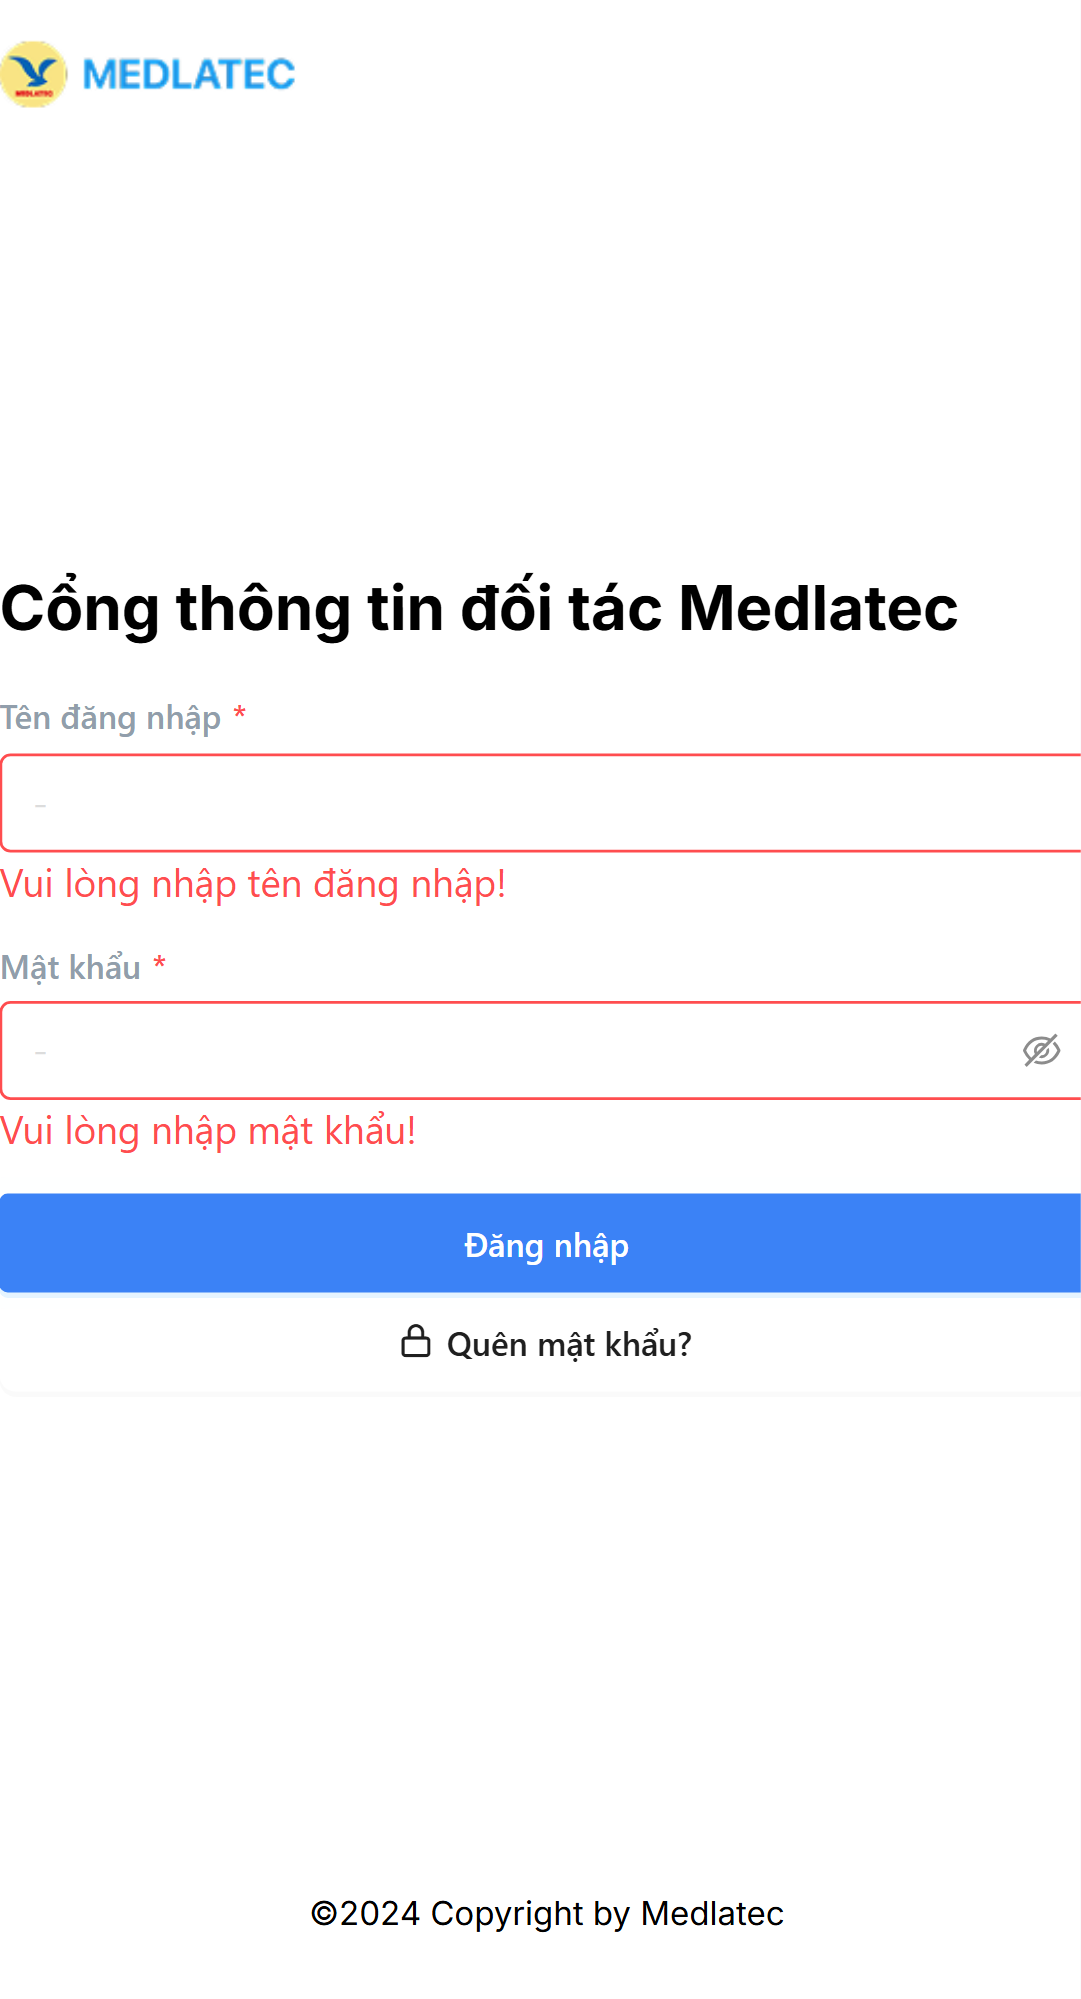 MEDLATEC
MEDLATEC
Cổng thông tin đối tác Medlatec
Tên đăng nhập *
-
Vui lòng nhập tên đăng nhập!
Mật khẩu *
-
Vui lòng nhập mật khẩu!
Đăng nhập
Quên mật khẩu?
©2024 Copyright by Medlatec